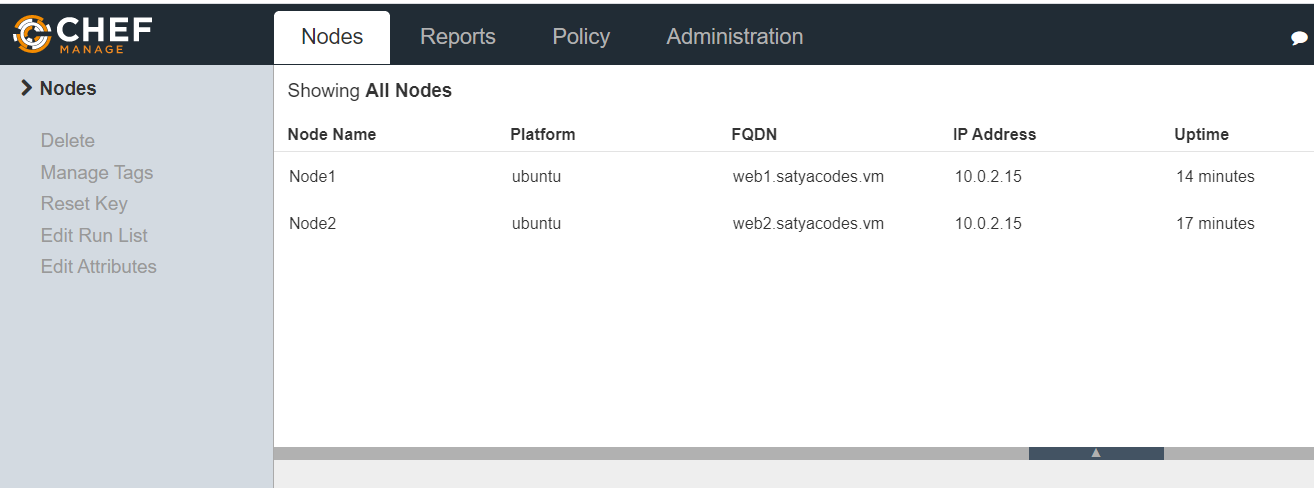 CHEF
MANAGE
Nodes Reports Policy Administration
Nodes
Delete
Manage Tags
Reset Key
Edit Run List
Edit Attributes
Showing All Nodes
Node Name Platform FQDN IP Address Uptime
Node1 ubuntu web1.satyacodes.vm 10.0.2.15 14 minutes
Node2 ubuntu web2.satyacodes.vm 10.0.2.15 17 minutes